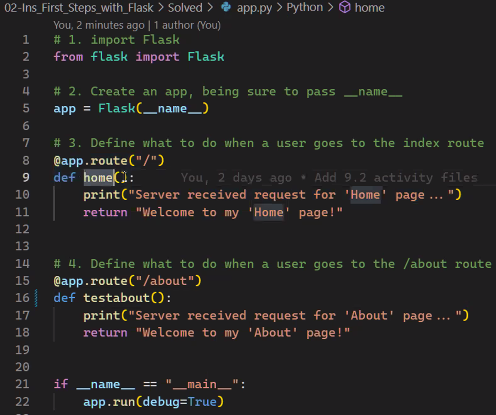 02-Ins_First_Steps_with_Flask > Solved > app.py > Python > home
You, 2 minutes ago | 1 author (You)
1 # 1. import Flask
2 from flask import Flask
3
4 # 2. Create an app, being sure to pass __name__
5 app = Flask(__name__)
6
7 # 3. Define what to do when a user goes to the index route
8 @app.route("/")
9 def home(): You, 2 days ago • Add 9.2 activity files
10 print("Server received request for 'Home' page...")
11 return "Welcome to my 'Home' page!"
12
13
14 # 4. Define what to do when a user goes to the /about route
15 @app.route("/about")
16 def testabout():
17 print("Server received request for 'About' page...")
18 return "Welcome to my 'About' page!"
19
20
21 if __name__ == "__main__":
22 app.run(debug=True)